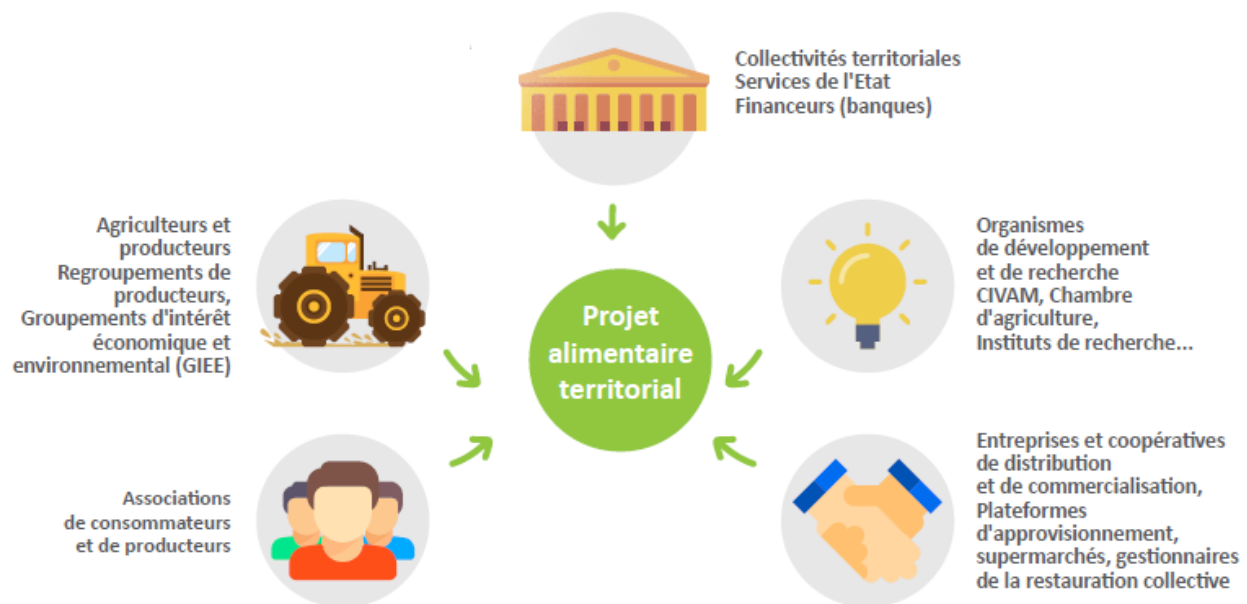 Collectivités territoriales
Services de l'Etat
Financeurs (banques)
Agriculteurs et
producteurs
Regroupements de
producteurs,
Groupements d'intérêt
économique et
environnemental (GIEE)
Organismes
de développement
et de recherche
CIVAM, Chambre
d'agriculture,
Instituts de recherche...
Projet
alimentaire
territorial
Associations
de consommateurs
et de producteurs
Entreprises et coopératives
de distribution
et de commercialisation,
Plateformes
d'approvisionnement,
supermarchés, gestionnaires
de la restauration collective